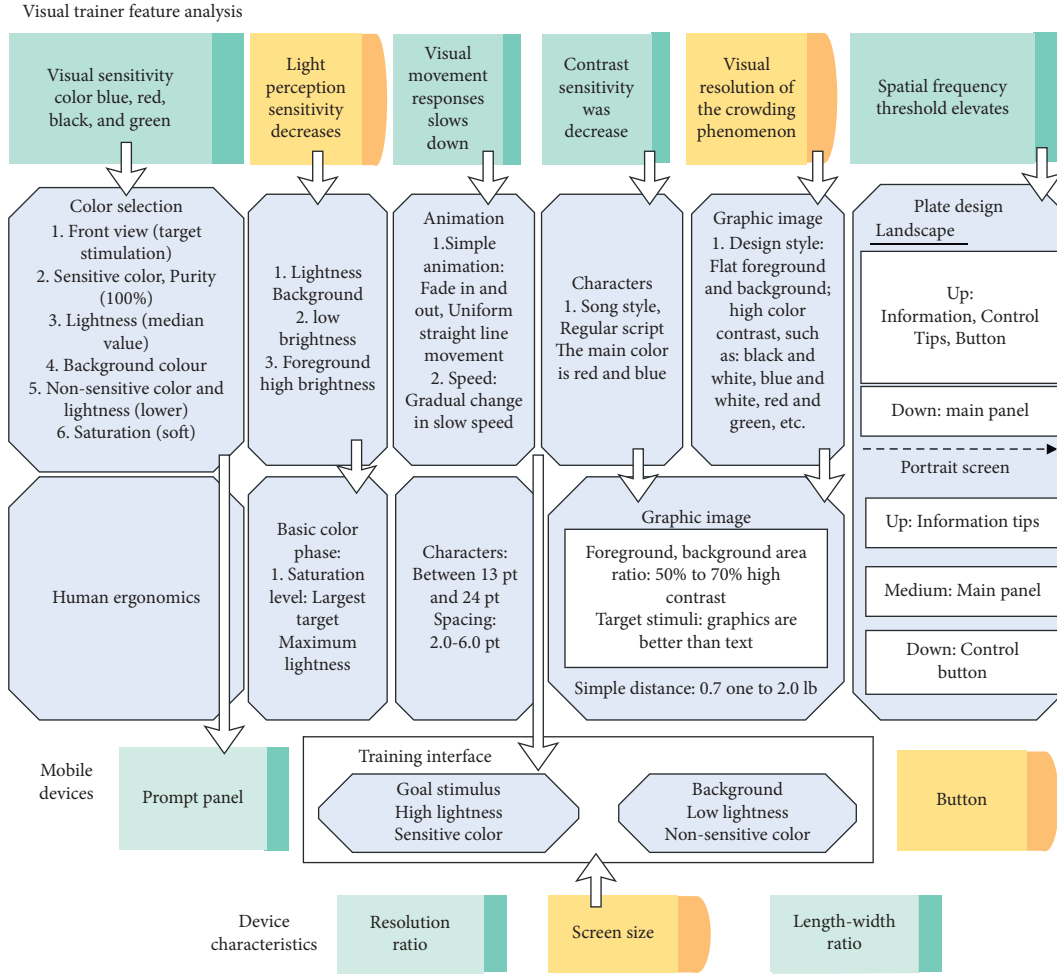 Visual trainer feature analysis
Visual sensitivity
color blue, red,
black, and green
Light
perception
sensitivity
decreases
Visual
movement
responses
slows
down
Contrast
sensitivity
was
decrease
Visual
resolution
of the
crowding
phenomenon
Spatial frequency
threshold elevates
Color selection
1. Front view (target
stimulation)
2. Sensitive color, Purity
(100%)
3. Lightness (median
value)
4. Background colour
5. Non-sensitive color and
lightness (lower)
6. Saturation (soft)
1. Lightness
Background
2. low
brightness
3. Foreground
high brightness
Animation
1.Simple
animation:
Fade in and
out, Uniform
straight line
movement
2. Speed:
Gradual change
in slow speed
Characters
1. Song style,
Regular script
The main color
is red and blue
Graphic image
1. Design style:
Flat foreground
and background;
high color
contrast, such
as: black and
white, blue and
white, red and
green, etc.
Plate design
Landscape
Up:
Information, Control
Tips, Button
Down: main panel
Portrait screen
Up: Information tips
Medium: Main panel
Down: Control
button
Human ergonomics
Basic color
phase:
1. Saturation
level: Largest
target
Maximum
lightness
Characters:
Between 13 pt
and 24 pt
Spacing:
2.0-6.0 pt
Graphic image
Foreground, background area
ratio: 50% to 70% high
contrast
Target stimuli: graphics are
better than text
Simple distance: 0.7 one to 2.0 lb
Mobile
devices
Prompt panel
Training interface
Goal stimulus
High lightness
Sensitive color
Background
Low lightness
Non-sensitive color
Button
Device
characteristics
Resolution
ratio
Screen size
Length-width
ratio